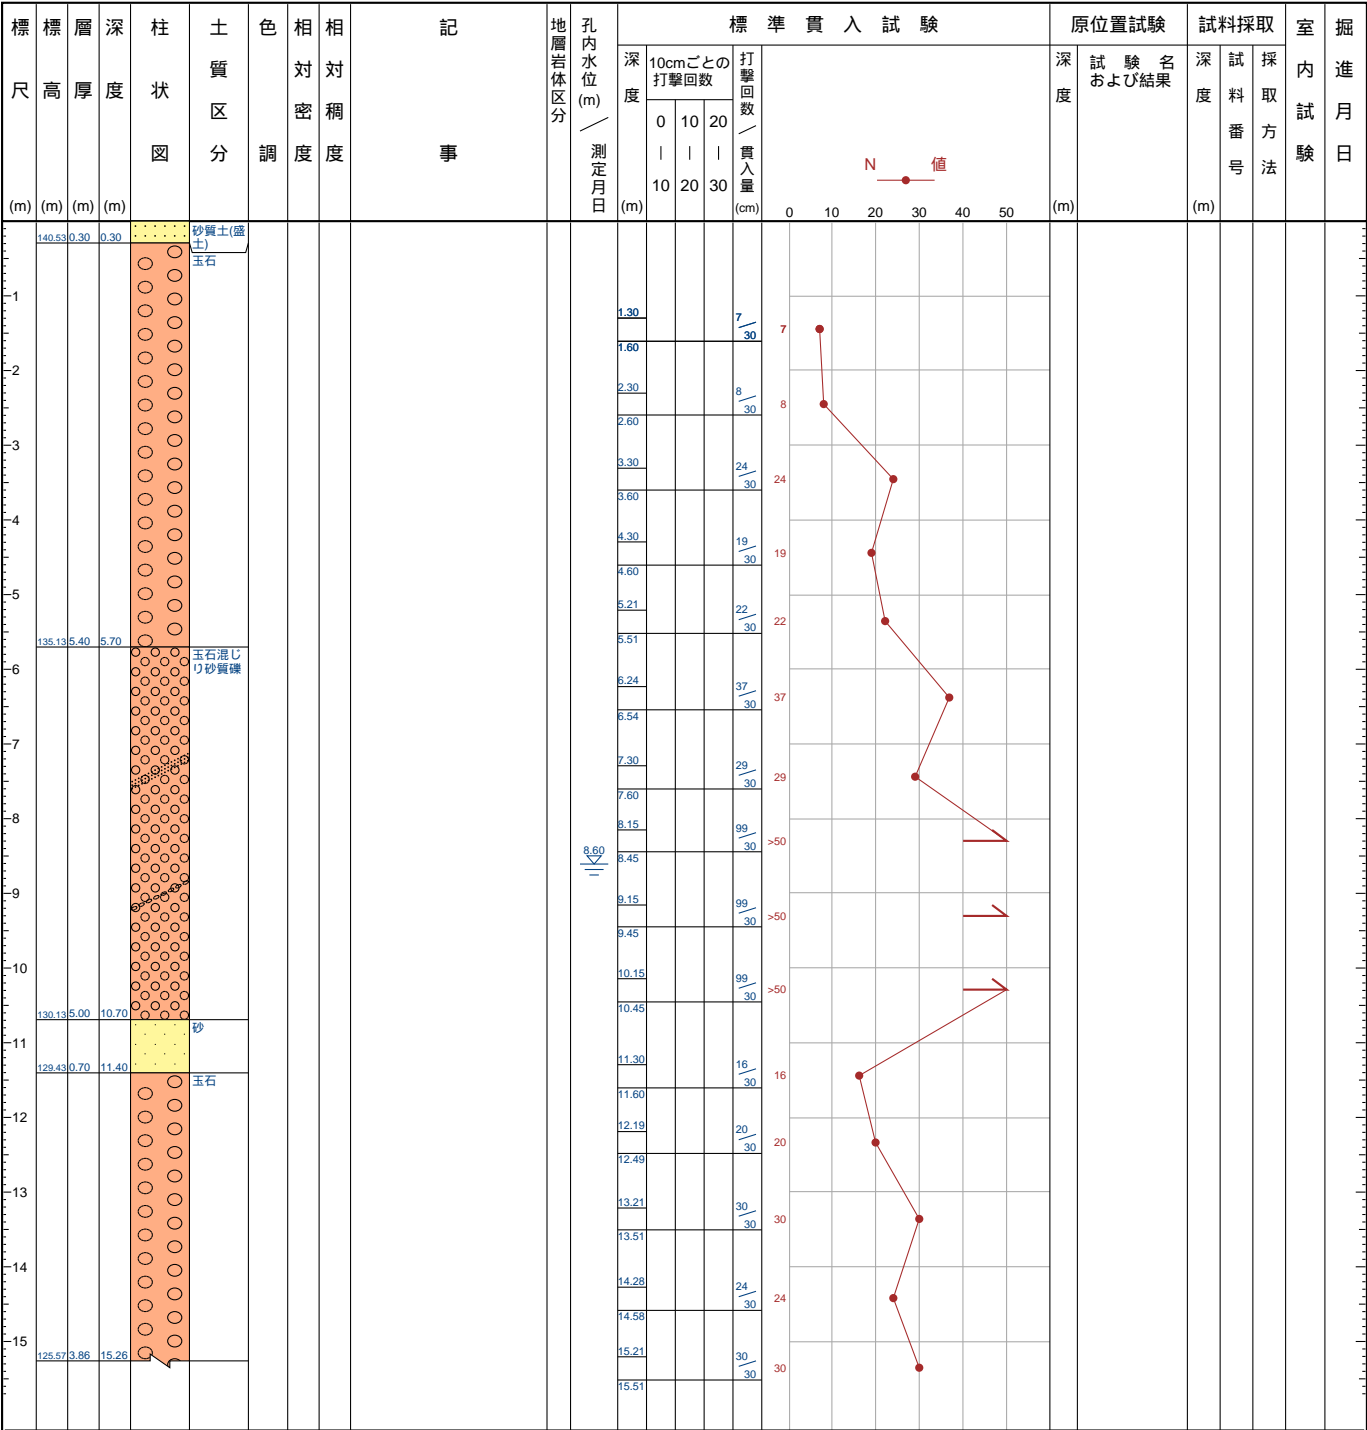 標尺 (m)
標高 (m)
層厚 (m)
深度 (m)
柱状図
土質区分
色調
相対密度
相対稠度
記事
地層岩体区分
孔内水位(m)／測定月日
標準貫入試験
深度 (m)
10cmごとの
打撃回数
0 10 20
| | |
10 20 30
打撃回数／貫入量 (cm)
N 値
0 10 20 30 40 50
原位置試験
深度 (m)
試験名
および結果
試料採取
深度 (m)
試料番号
採取方法
室内試験
掘進月日
140.53 0.30 0.30
砂質土(盛
土)
玉石
1
1.30 7/30 7
1.60
2
2.30 8/30 8
2.60
3
3.30 24/30 24
3.60
4
4.30 19/30 19
4.60
5
5.21 22/30 22
5.51
135.13 5.40 5.70
玉石混じ
り砂質礫
6
6.24 37/30 37
6.54
7
7.30 29/30 29
7.60
8
8.15 99/30 >50
8.45
8.60
9
9.15 99/30 >50
9.45
10
10.15 99/30 >50
10.45
130.13 5.00 10.70
砂
11
11.30 16/30 16
129.43 0.70 11.40
玉石
11.60
12
12.19 20/30 20
12.49
13
13.21 30/30 30
13.51
14
14.28 24/30 24
14.58
15
15.21 30/30 30
125.57 3.86 15.26
15.51